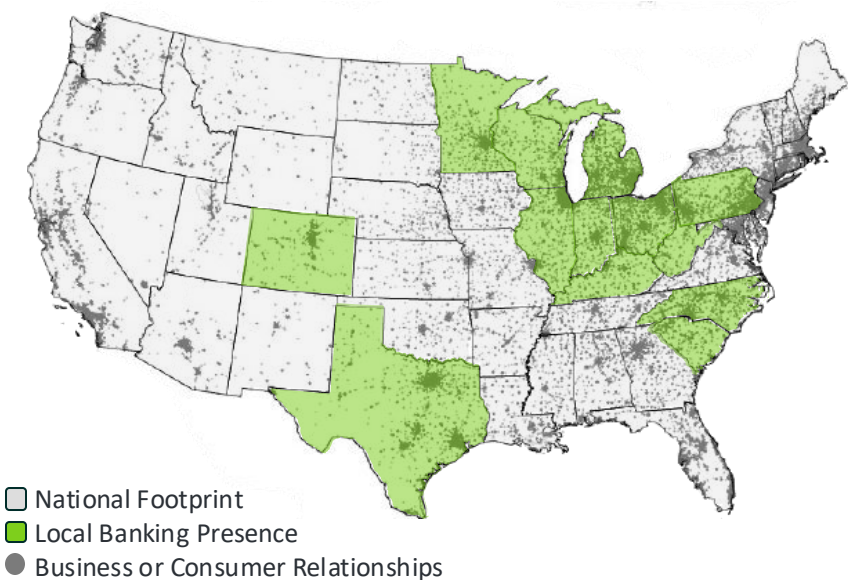 National Footprint
Local Banking Presence
Business or Consumer Relationships